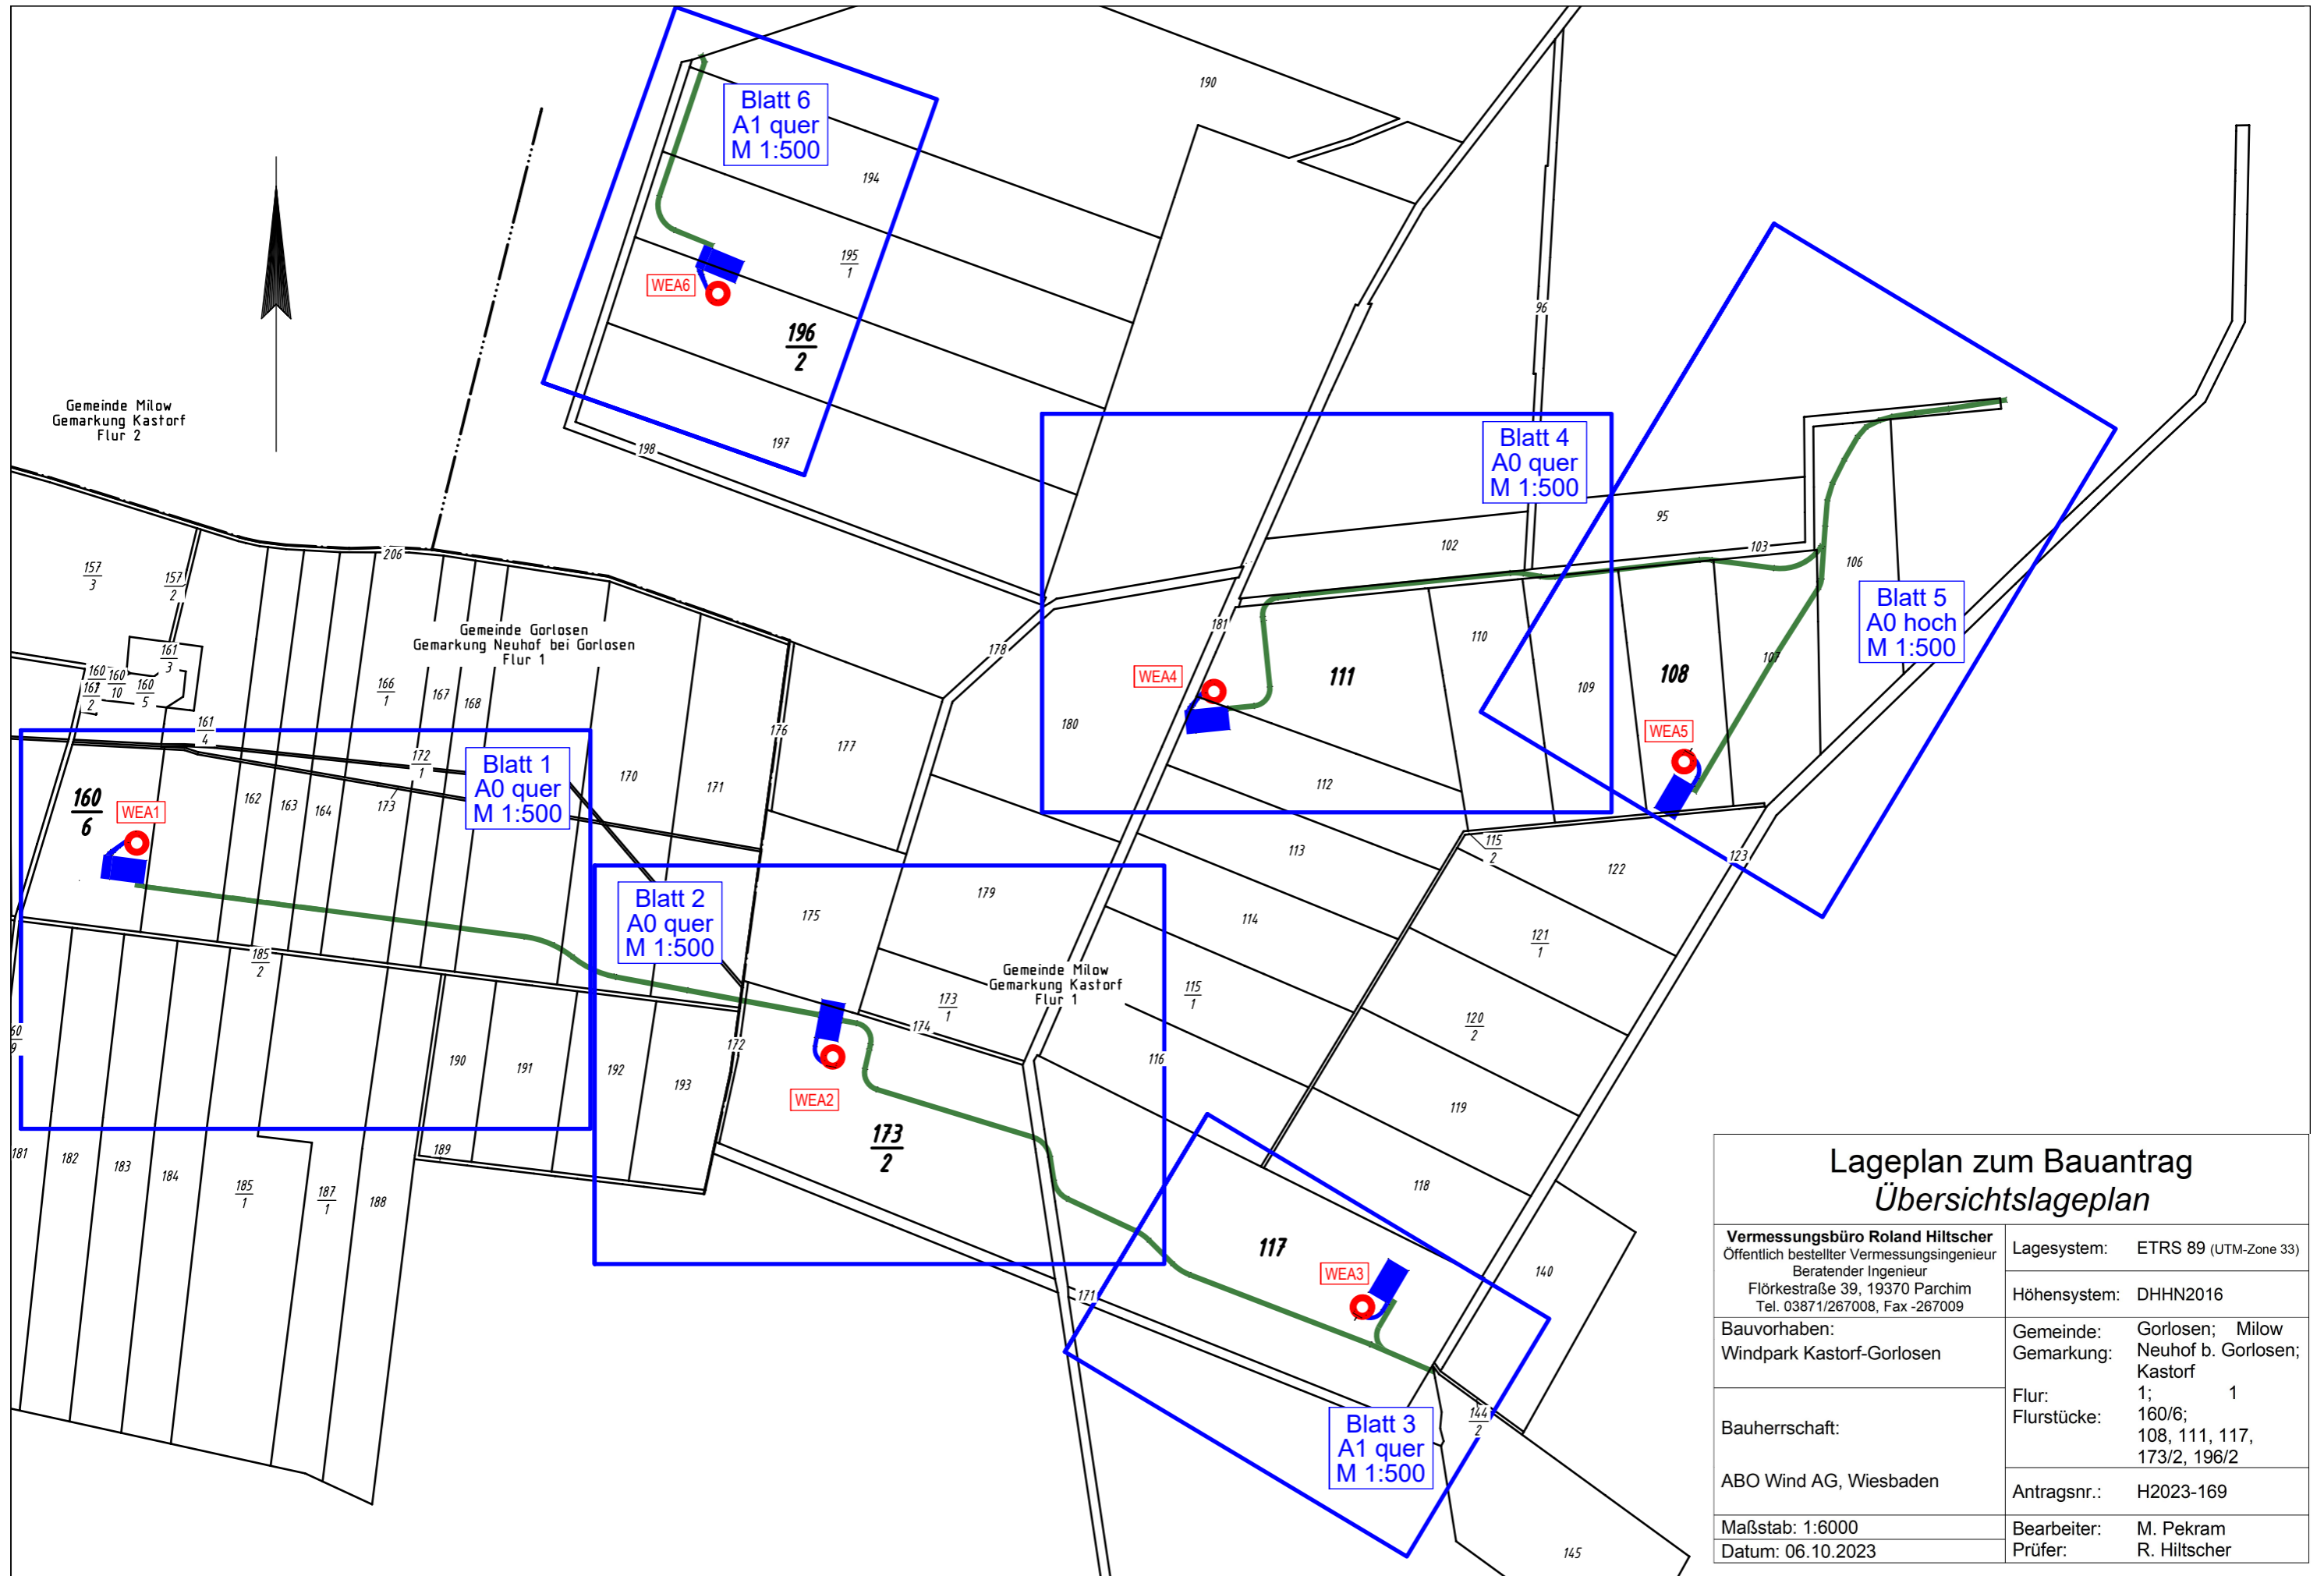 190
Blatt 6
A1 quer
M 1:500
194
195
1
WEA6
196
2
197
198
96
Gemeinde Milow
Gemarkung Kastorf
Flur 2
Blatt 4
A0 quer
M 1:500
95
102
103
106
206
157
3
157
2
Gemeinde Gorlosen
Gemarkung Neuhof bei Gorlosen
Flur 1
161
3
160
160
10
160
5
2
161
4
166
1
167
168
172
1
170
171
176
177
178
180
181
WEA4
111
110
109
108
107
WEA5
Blatt 5
A0 hoch
M 1:500
Blatt 1
A0 quer
M 1:500
160
6
WEA1
162
163
164
173
112
113
114
115
2
122
123
121
1
120
2
119
118
115
1
116
Blatt 2
A0 quer
M 1:500
175
179
Gemeinde Milow
Gemarkung Kastorf
Flur 1
173
1
174
172
185
2
60
9
190
191
192
193
189
WEA2
173
2
181
182
183
184
185
1
187
1
188
171
117
WEA3
140
144
2
145
Blatt 3
A1 quer
M 1:500
Lageplan zum Bauantrag
Übersichtslageplan
Vermessungsbüro Roland Hiltscher
Öffentlich bestellter Vermessungsingenieur
Beratender Ingenieur
Flörkestraße 39, 19370 Parchim
Tel. 03871/267008, Fax -267009
Lagesystem: ETRS 89 (UTM-Zone 33)
Höhensystem: DHHN2016
Bauvorhaben:
Windpark Kastorf-Gorlosen
Gemeinde: Gorlosen; Milow
Gemarkung: Neuhof b. Gorlosen;
Kastorf
Flur: 1; 1
Flurstücke: 160/6;
108, 111, 117,
173/2, 196/2
Bauherrschaft:
ABO Wind AG, Wiesbaden
Antragsnr.: H2023-169
Maßstab: 1:6000
Datum: 06.10.2023
Bearbeiter: M. Pekram
Prüfer: R. Hiltscher